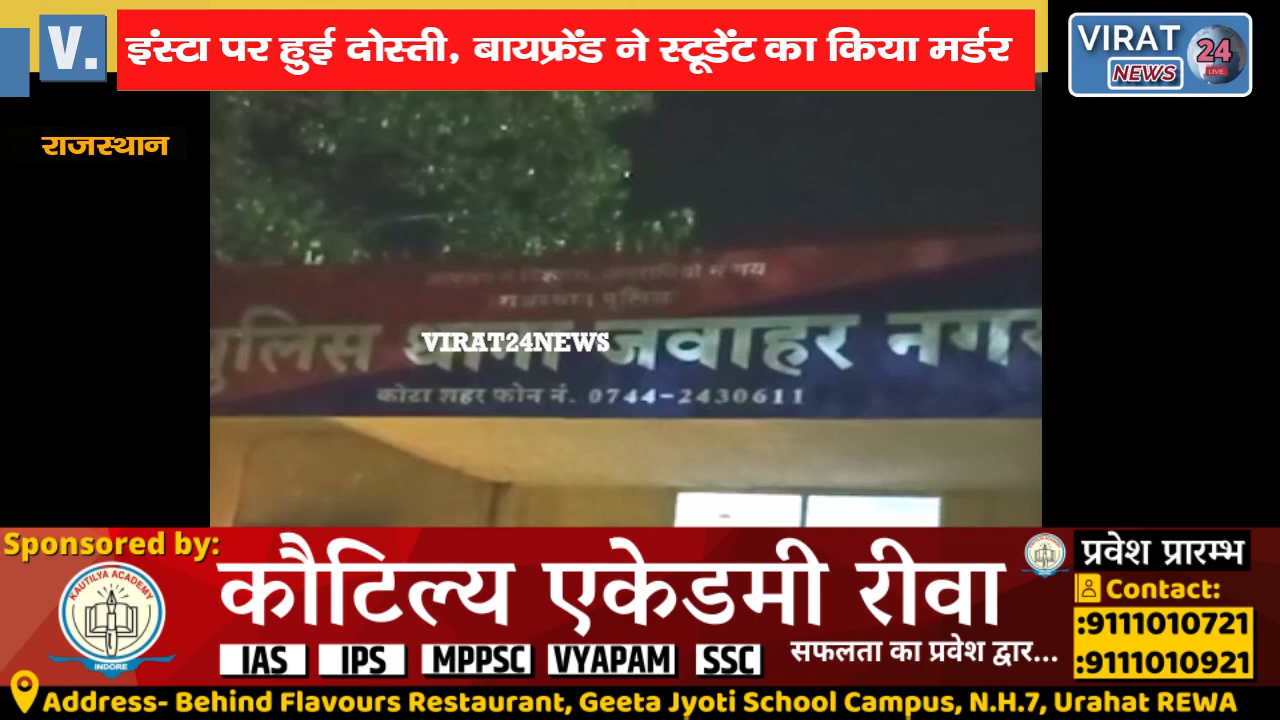 V.
इंस्टा पर हुई दोस्ती, बायफ्रेंड ने स्टूडेंट का किया मर्डर
VIRAT
24
LIVE
NEWS
राजस्थान
राजस्थान पुलिस
पुलिस थाना जवाहर नगर
VIRAT24NEWS
कोटा शहर फोन नं. 0744-2430611
Sponsored by:
KAUTILYA ACADEMY
INDORE
कौटिल्य एकेडमी रीवा
IAS IPS MPPSC VYAPAM SSC
सफलता का प्रवेश द्वार...
प्रवेश प्रारम्भ
Contact:
:9111010721
:9111010921
Address- Behind Flavours Restaurant, Geeta Jyoti School Campus, N.H.7, Urahat REWA